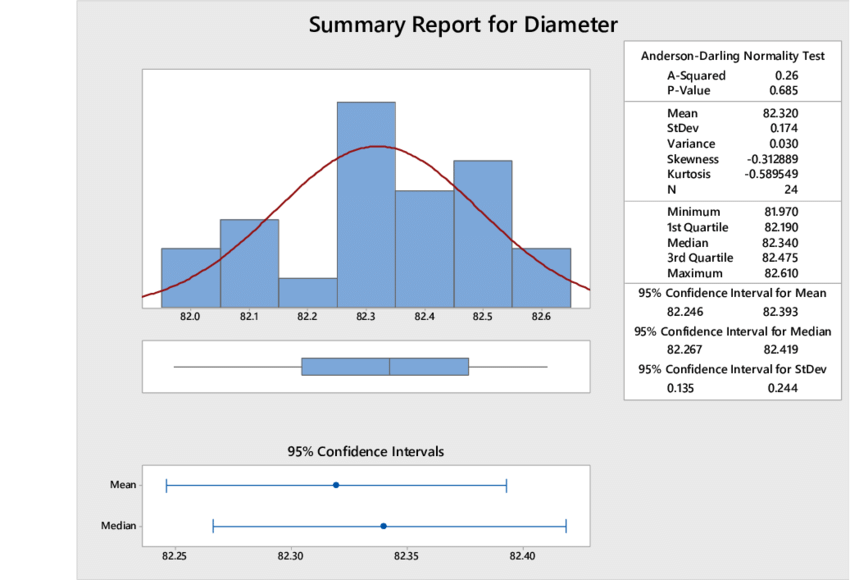 Summary Report for Diameter
Anderson-Darling Normality Test
A-Squared 0.26
P-Value 0.685
Mean 82.320
StDev 0.174
Variance 0.030
Skewness -0.312889
Kurtosis -0.589549
N 24
Minimum 81.970
1st Quartile 82.190
Median 82.340
3rd Quartile 82.475
Maximum 82.610
95% Confidence Interval for Mean
82.246 82.393
95% Confidence Interval for Median
82.267 82.419
95% Confidence Interval for StDev
0.135 0.244
82.0 82.1 82.2 82.3 82.4 82.5 82.6
95% Confidence Intervals
Mean
Median
82.25 82.30 82.35 82.40